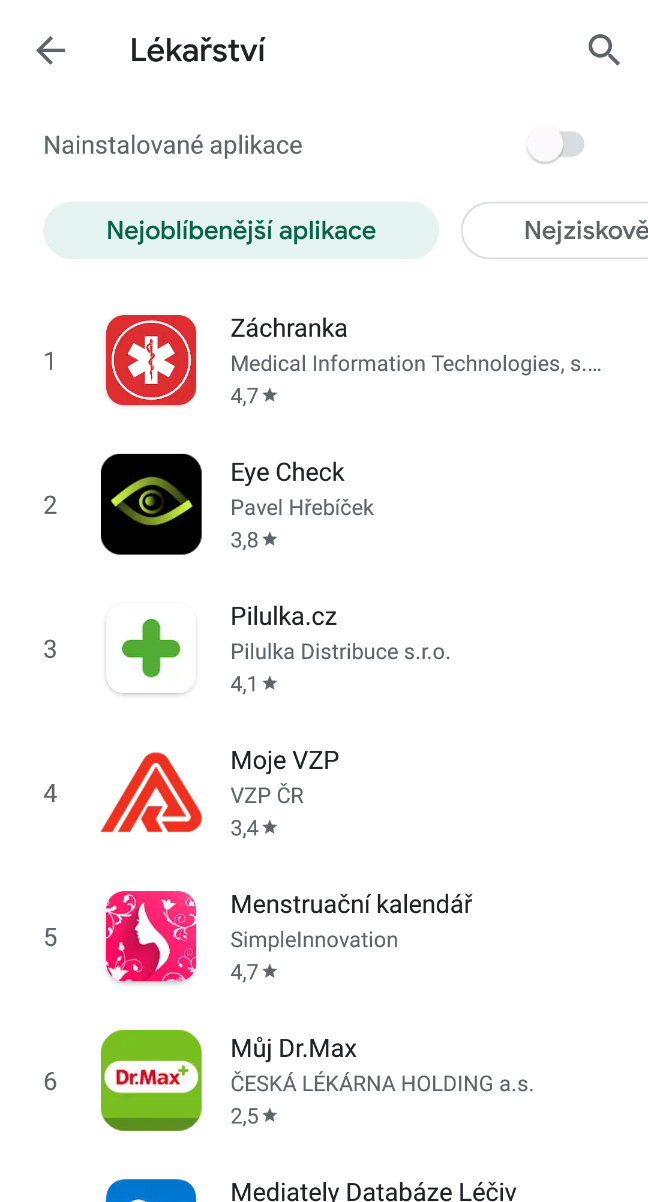 Lékařství
Nainstalované aplikace
Nejoblíbenější aplikace
Nejziskově
1
Záchranka
Medical Information Technologies, s....
4,7★
2
Eye Check
Pavel Hřebíček
3,8★
3
Pilulka.cz
Pilulka Distribuce s.r.o.
4,1★
4
Moje VZP
VZP ČR
3,4★
5
Menstruační kalendář
SimpleInnovation
4,7★
6
Dr.Max+
Můj Dr.Max
ČESKÁ LÉKÁRNA HOLDING a.s.
2,5★
Mediately Databáze Léčiv